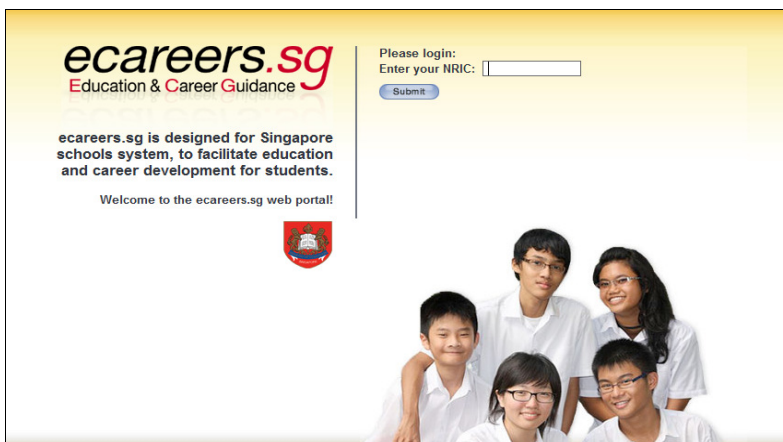 ecareers.sg
Education & Career Guidance
ecareers.sg is designed for Singapore
schools system, to facilitate education
and career development for students.
Welcome to the ecareers.sg web portal!
Please login:
Enter your NRIC:
Submit